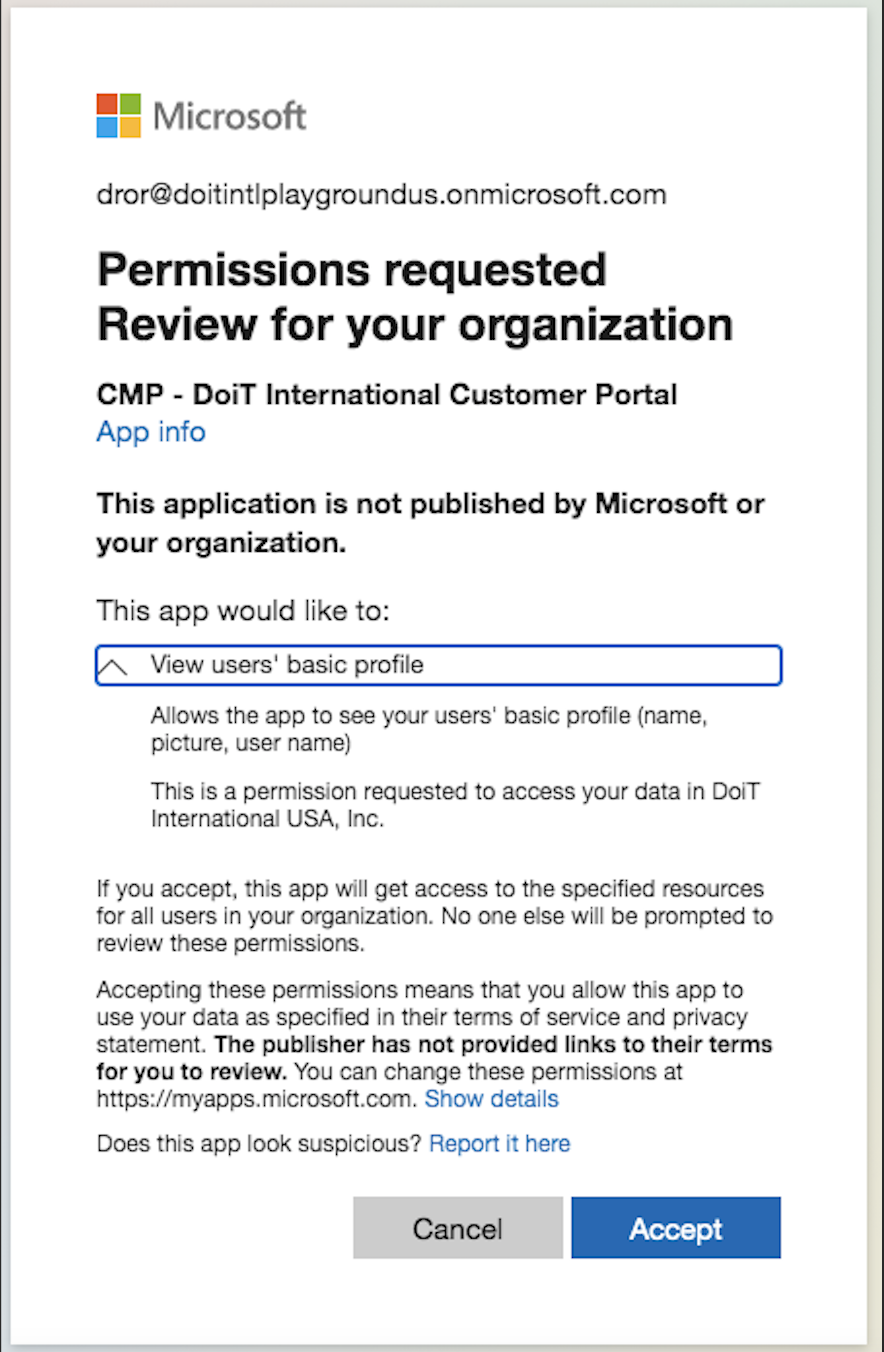 Microsoft
dror@doitintlplaygroundus.onmicrosoft.com
Permissions requested
Review for your organization
CMP - DoiT International Customer Portal
App info
This application is not published by Microsoft or
your organization.
This app would like to:
View users' basic profile
Allows the app to see your users' basic profile (name,
picture, user name)
This is a permission requested to access your data in DoiT
International USA, Inc.
If you accept, this app will get access to the specified resources
for all users in your organization. No one else will be prompted to
review these permissions.
Accepting these permissions means that you allow this app to
use your data as specified in their terms of service and privacy
statement. The publisher has not provided links to their terms
for you to review. You can change these permissions at
https://myapps.microsoft.com. Show details
Does this app look suspicious? Report it here
Cancel Accept